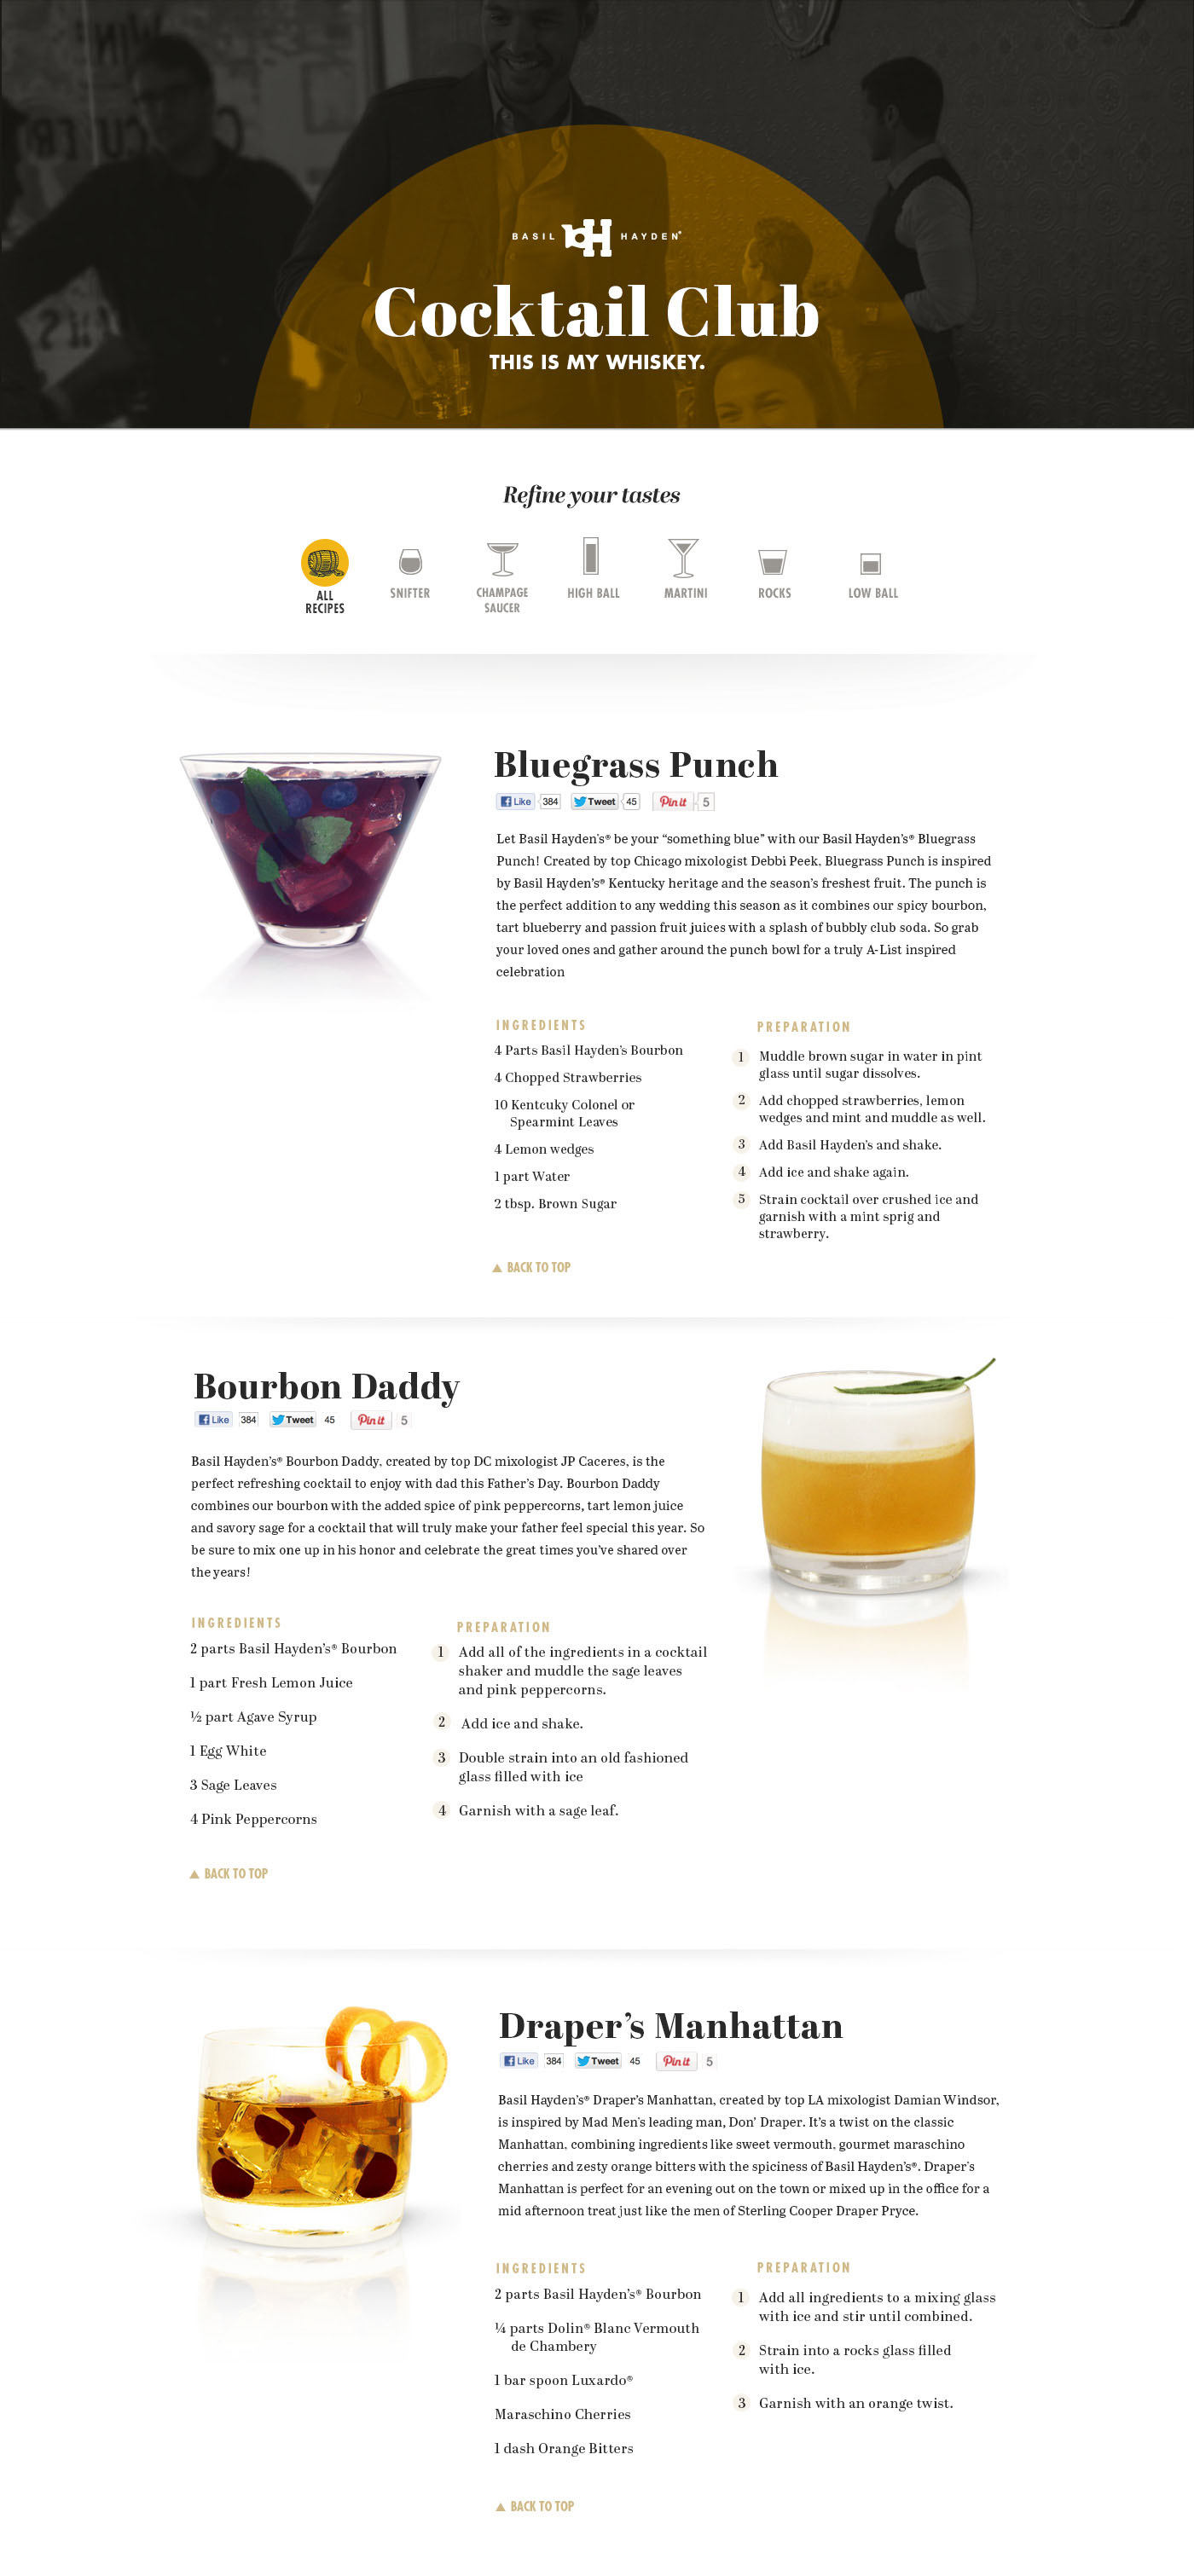 BASIL HAYDEN®
Cocktail Club
THIS IS MY WHISKEY.
Refine your tastes
ALL
RECIPES
SNIFTER
CHAMPAGE
SAUCER
HIGH BALL
MARTINI
ROCKS
LOW BALL
Bluegrass Punch
Like 384 Tweet 45 Pin it 5
Let Basil Hayden's® be your “something blue” with our Basil Hayden's® Bluegrass
Punch! Created by top Chicago mixologist Debbi Peek, Bluegrass Punch is inspired
by Basil Hayden's® Kentucky heritage and the season's freshest fruit. The punch is
the perfect addition to any wedding this season as it combines our spicy bourbon,
tart blueberry and passion fruit juices with a splash of bubbly club soda. So grab
your loved ones and gather around the punch bowl for a truly A-List inspired
celebration
INGREDIENTS
4 Parts Basil Hayden's Bourbon
4 Chopped Strawberries
10 Kentcuky Colonel or
Spearmint Leaves
4 Lemon wedges
1 part Water
2 tbsp. Brown Sugar
PREPARATION
1 Muddle brown sugar in water in pint
glass until sugar dissolves.
2 Add chopped strawberries, lemon
wedges and mint and muddle as well.
3 Add Basil Hayden's and shake.
4 Add ice and shake again.
5 Strain cocktail over crushed ice and
garnish with a mint sprig and
strawberry.
▲ BACK TO TOP
Bourbon Daddy
Like 384 Tweet 45 Pin it 5
Basil Hayden's® Bourbon Daddy, created by top DC mixologist JP Caceres, is the
perfect refreshing cocktail to enjoy with dad this Father's Day. Bourbon Daddy
combines our bourbon with the added spice of pink peppercorns, tart lemon juice
and savory sage for a cocktail that will truly make your father feel special this year. So
be sure to mix one up in his honor and celebrate the great times you've shared over
the years!
INGREDIENTS
2 parts Basil Hayden's® Bourbon
1 part Fresh Lemon Juice
½ part Agave Syrup
1 Egg White
3 Sage Leaves
4 Pink Peppercorns
PREPARATION
1 Add all of the ingredients in a cocktail
shaker and muddle the sage leaves
and pink peppercorns.
2 Add ice and shake.
3 Double strain into an old fashioned
glass filled with ice
4 Garnish with a sage leaf.
▲ BACK TO TOP
Draper's Manhattan
Like 384 Tweet 45 Pin it 5
Basil Hayden's® Draper's Manhattan, created by top LA mixologist Damian Windsor,
is inspired by Mad Men's leading man, Don' Draper. It's a twist on the classic
Manhattan, combining ingredients like sweet vermouth, gourmet maraschino
cherries and zesty orange bitters with the spiciness of Basil Hayden's®. Draper's
Manhattan is perfect for an evening out on the town or mixed up in the office for a
mid afternoon treat just like the men of Sterling Cooper Draper Pryce.
INGREDIENTS
2 parts Basil Hayden's® Bourbon
¼ parts Dolin® Blanc Vermouth
de Chambery
1 bar spoon Luxardo®
Maraschino Cherries
1 dash Orange Bitters
PREPARATION
1 Add all ingredients to a mixing glass
with ice and stir until combined.
2 Strain into a rocks glass filled
with ice.
3 Garnish with an orange twist.
▲ BACK TO TOP